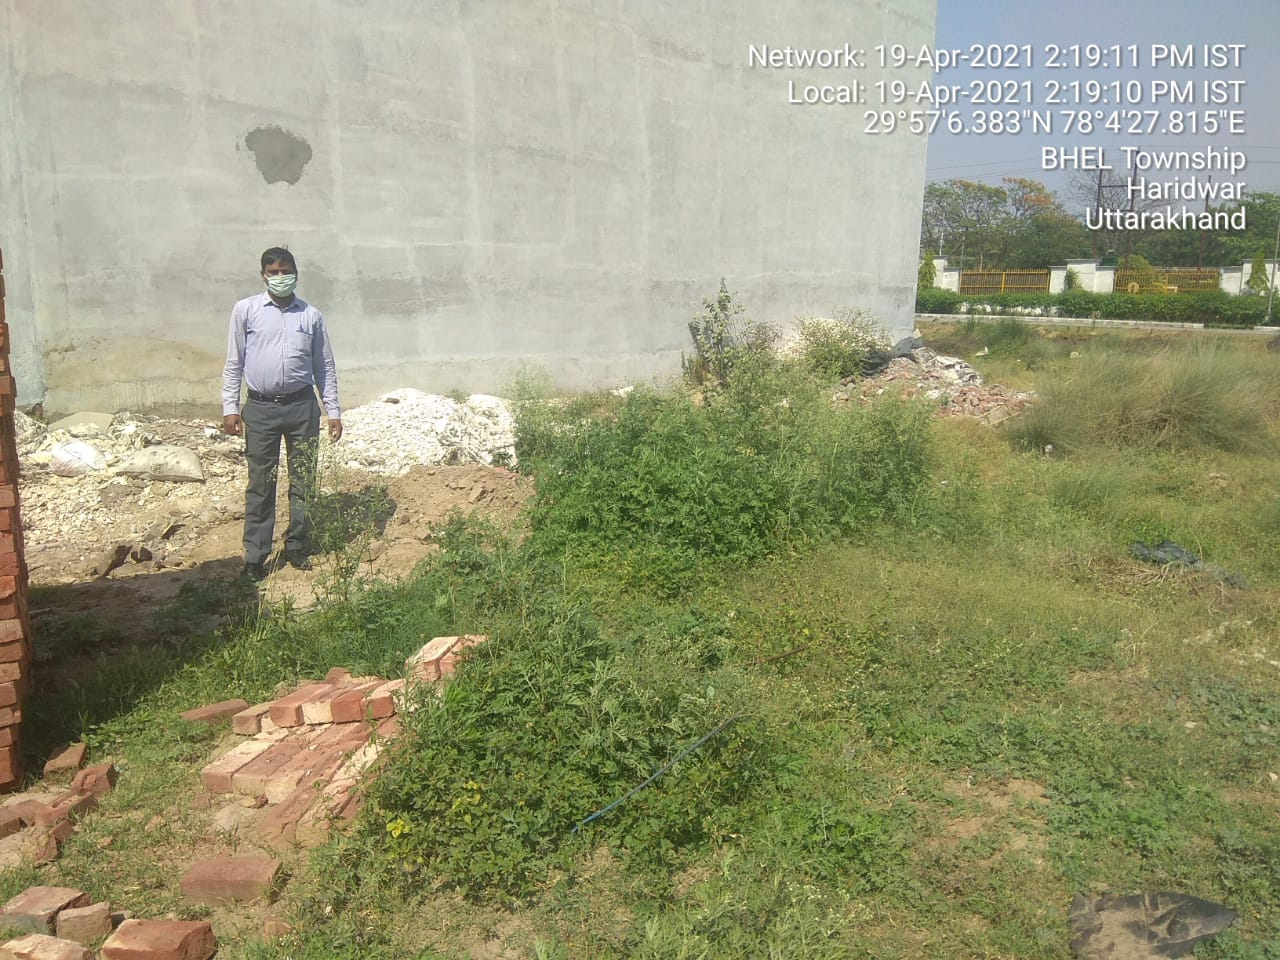 Network: 19-Apr-2021 2:19:11 PM IST
Local: 19-Apr-2021 2:19:10 PM IST
29°57'6.383"N 78°4'27.815"E
BHEL Township
Haridwar
Uttarakhand